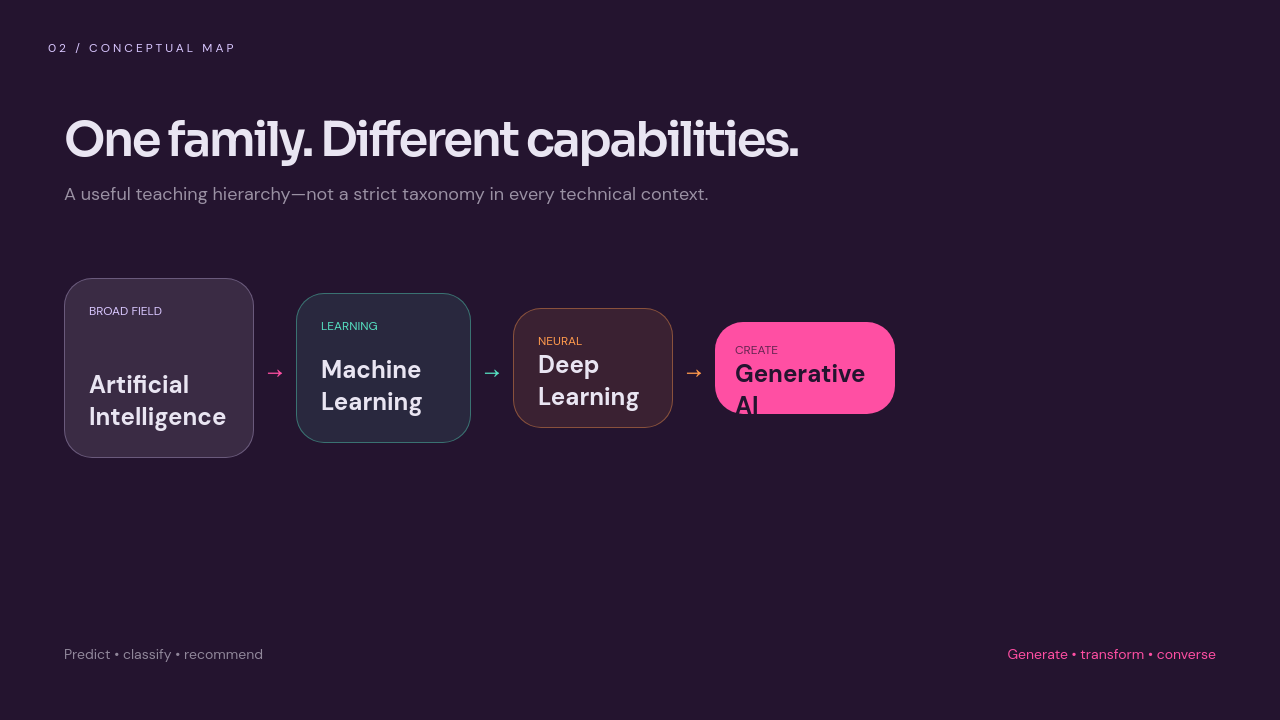 02 / CONCEPTUAL MAP
One family. Different capabilities.
A useful teaching hierarchy—not a strict taxonomy in every technical context.
BROAD FIELD
Artificial
Intelligence
→
LEARNING
Machine
Learning
→
NEURAL
Deep
Learning
→
CREATE
Generative
AI
Predict • classify • recommend
Generate • transform • converse